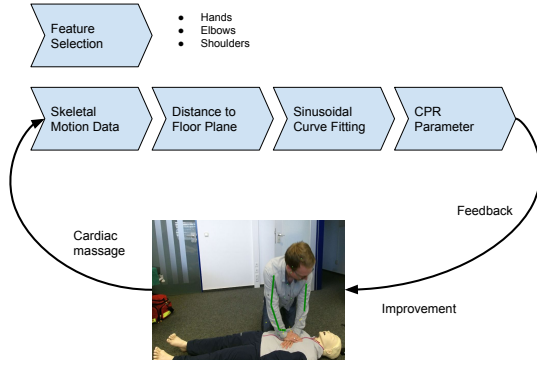 Feature
Selection
● Hands
● Elbows
● Shoulders
Skeletal
Motion Data
Distance to
Floor Plane
Sinusoidal
Curve Fitting
CPR
Parameter
Cardiac
massage
Feedback
Improvement